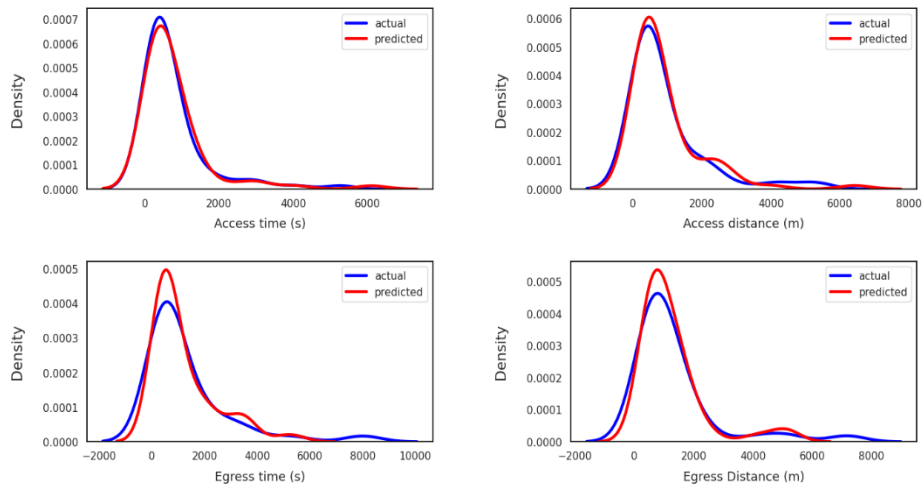 0.0007
0.0006
0.0005
0.0004
0.0003
0.0002
0.0001
0.0000
Density
0 2000 4000 6000
Access time (s)
actual
predicted
0.0006
0.0005
0.0004
0.0003
0.0002
0.0001
0.0000
Density
0 2000 4000 6000 8000
Access distance (m)
actual
predicted
0.0005
0.0004
0.0003
0.0002
0.0001
0.0000
Density
−2000 0 2000 4000 6000 8000 10000
Egress time (s)
actual
predicted
0.0005
0.0004
0.0003
0.0002
0.0001
0.0000
Density
−2000 0 2000 4000 6000 8000
Egress Distance (m)
actual
predicted